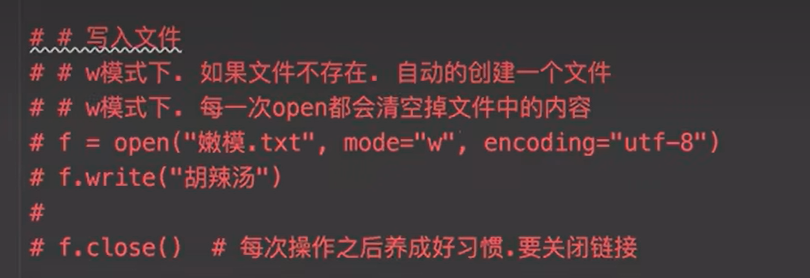 # # 写入文件
# # w模式下. 如果文件不存在. 自动的创建一个文件
# # w模式下. 每一次open都会清空掉文件中的内容
# f = open("嫩模.txt", mode="w", encoding="utf-8")
# f.write("胡辣汤")
#
# f.close()  # 每次操作之后养成好习惯.要关闭链接